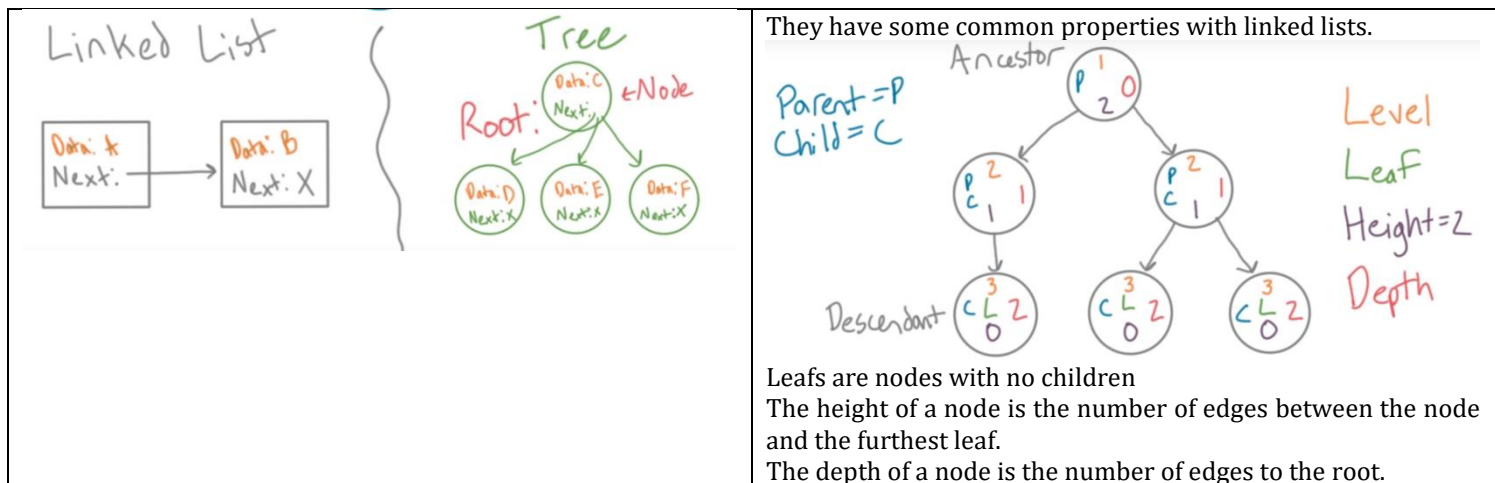 Linked List
Data: A
Next:
Data: B
Next: X
Tree
Root:
Data: C
Next:,,
←Node
Data: D
Next: X
Data: E
Next: X
Data: F
Next: X
They have some common properties with linked lists.
Parent = P
Child = C
Ancestor
1
P 0
2
P 2
C 1
1
P 2
C 1
1
Descendant
3
C L 2
0
3
C L 2
0
3
C L 2
0
Level
Leaf
Height=2
Depth
Leafs are nodes with no children
The height of a node is the number of edges between the node
and the furthest leaf.
The depth of a node is the number of edges to the root.